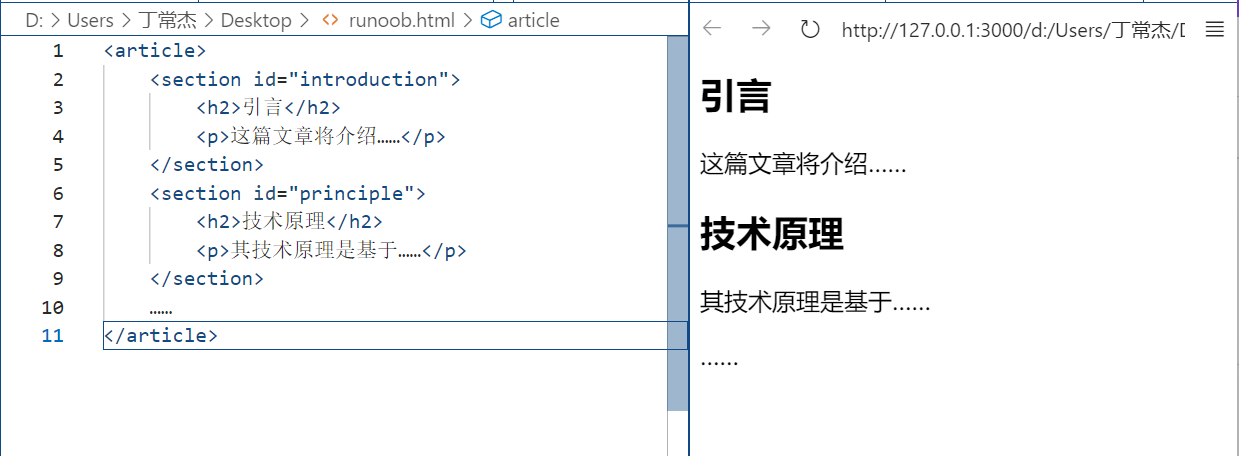 D: > Users > 丁常杰 > Desktop > <> runoob.html > article
1 <article>
2 <section id="introduction">
3 <h2>引言</h2>
4 <p>这篇文章将介绍……</p>
5 </section>
6 <section id="principle">
7 <h2>技术原理</h2>
8 <p>其技术原理是基于……</p>
9 </section>
10 ……
11 </article>
http://127.0.0.1:3000/d:/Users/丁常杰/D
引言
这篇文章将介绍……
技术原理
其技术原理是基于……
……